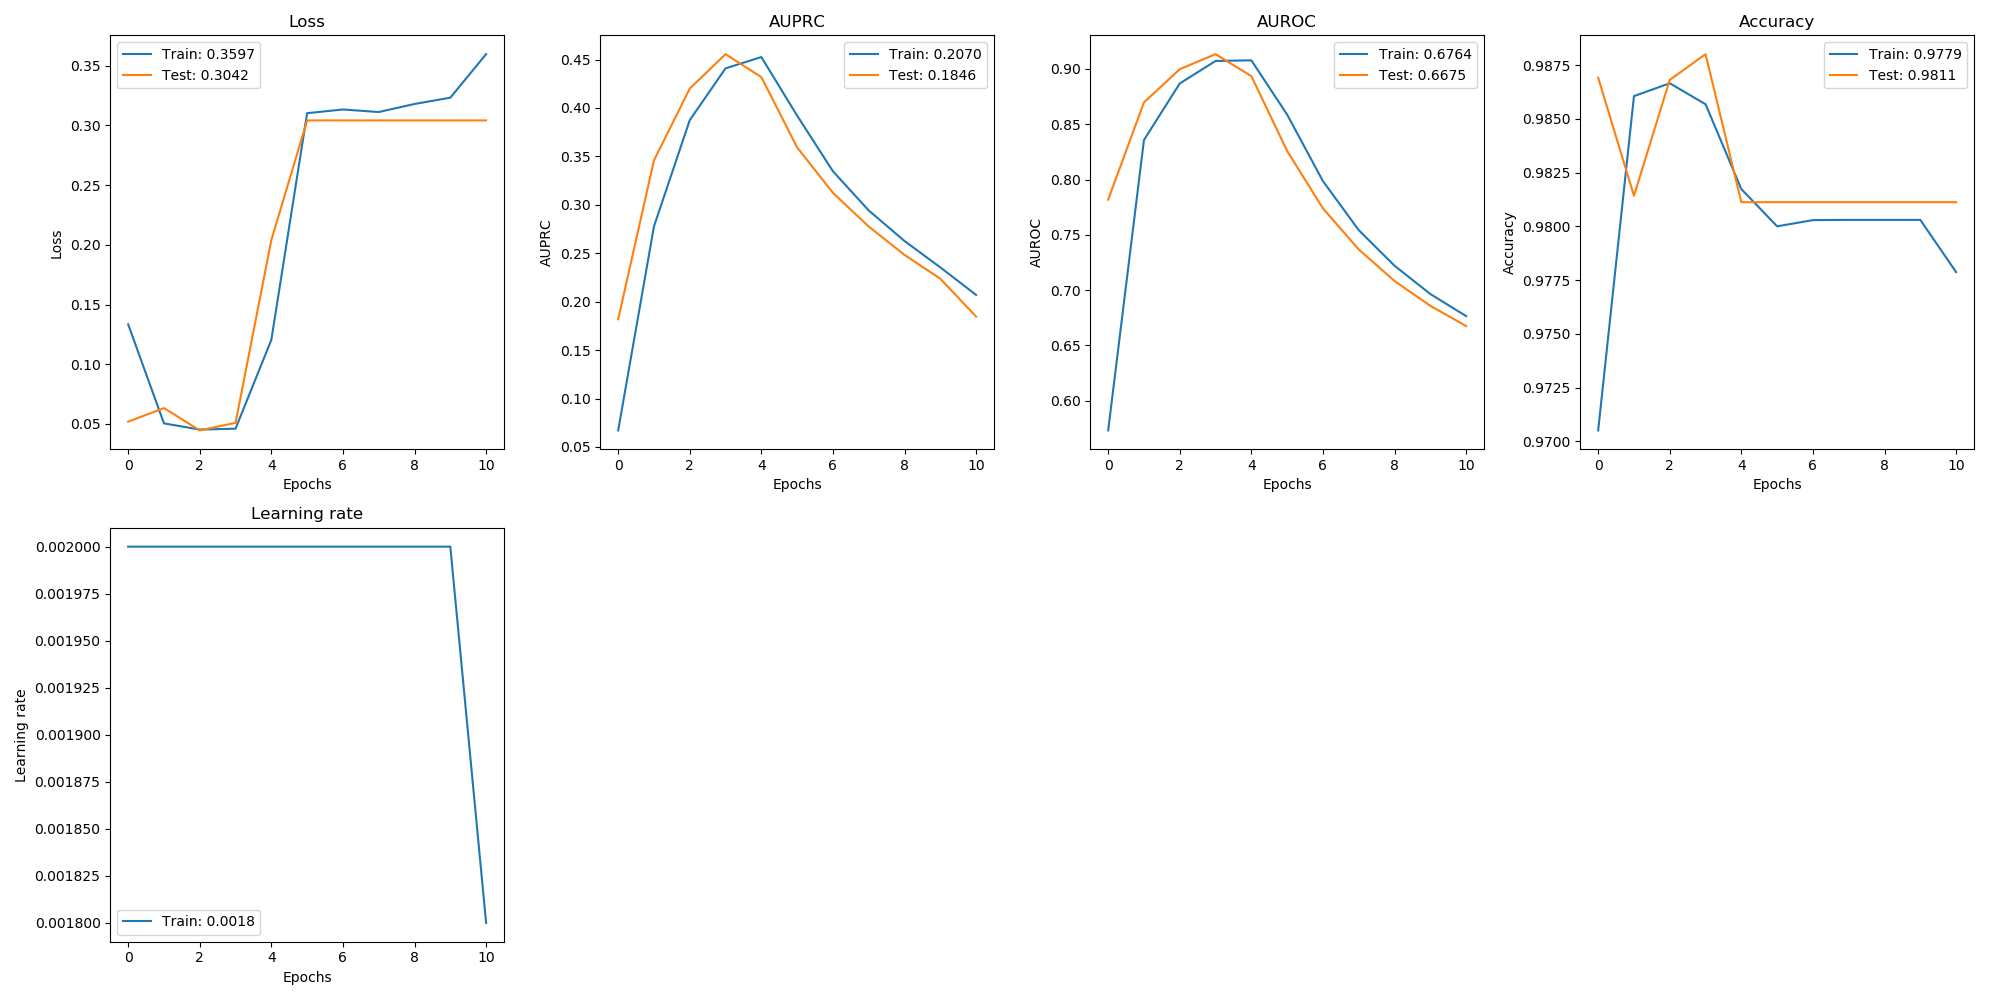 Loss
Train: 0.3597
Test: 0.3042
0.35
0.30
0.25
0.20
0.15
0.10
0.05
Loss
0 2 4 6 8 10
Epochs
AUPRC
Train: 0.2070
Test: 0.1846
0.45
0.40
0.35
0.30
0.25
0.20
0.15
0.10
0.05
AUPRC
0 2 4 6 8 10
Epochs
AUROC
Train: 0.6764
Test: 0.6675
0.90
0.85
0.80
0.75
0.70
0.65
0.60
AUROC
0 2 4 6 8 10
Epochs
Accuracy
Train: 0.9779
Test: 0.9811
0.9875
0.9850
0.9825
0.9800
0.9775
0.9750
0.9725
0.9700
Accuracy
0 2 4 6 8 10
Epochs
Learning rate
0.002000
0.001975
0.001950
0.001925
0.001900
0.001875
0.001850
0.001825
0.001800
Learning rate
Train: 0.0018
0 2 4 6 8 10
Epochs